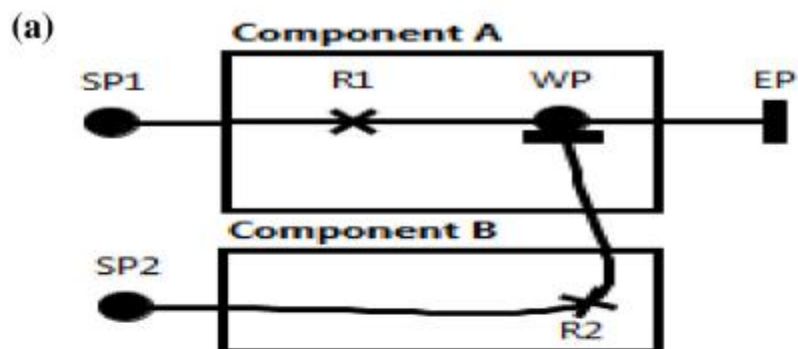 (a)
Component A
SP1 R1 WP EP
Component B
SP2
R2